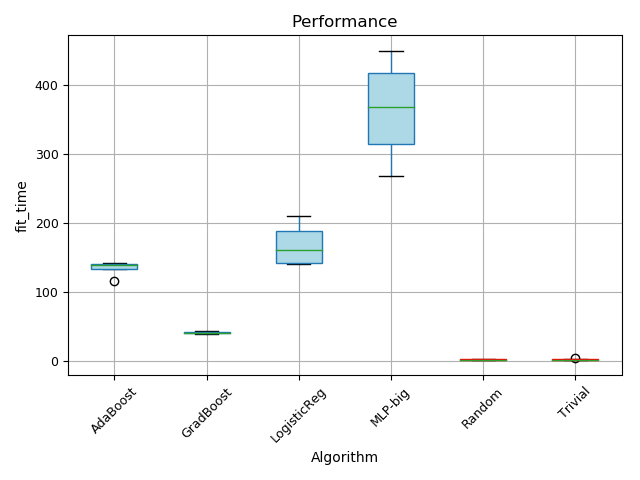 Performance
400
300
200
100
0
fit_time
AdaBoost
GradBoost
LogisticReg
MLP-big
Random
Trivial
Algorithm